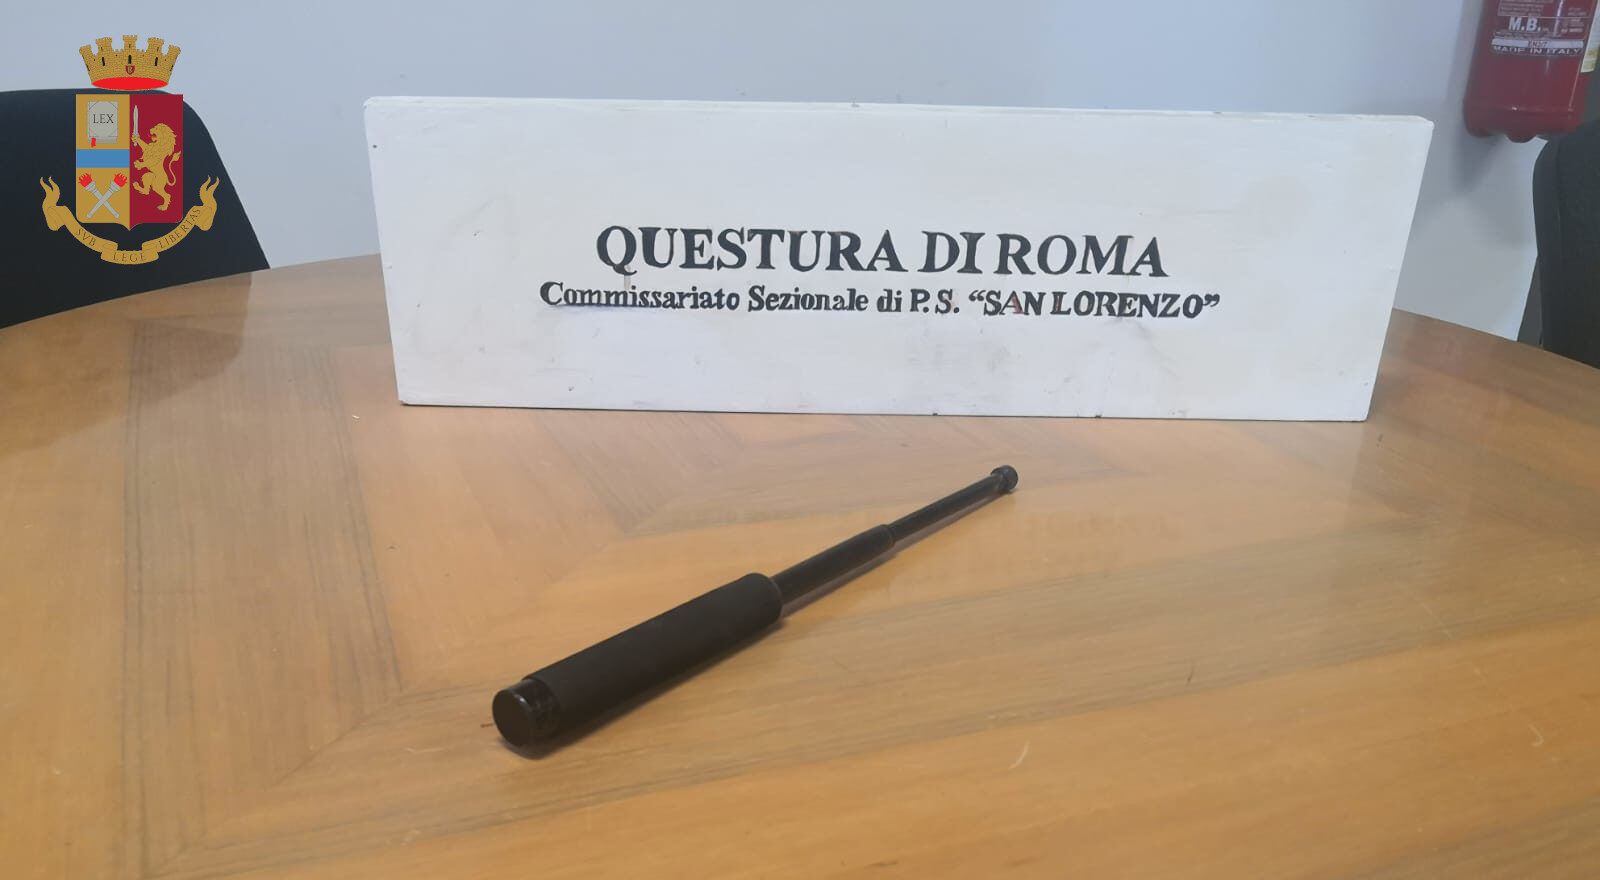 LEX
SVB LEGE LIBERTAS
QUESTURA DI ROMA
Commissariato Sezionale di P. S. “SAN LORENZO”
M.B.
MADE IN ITALY